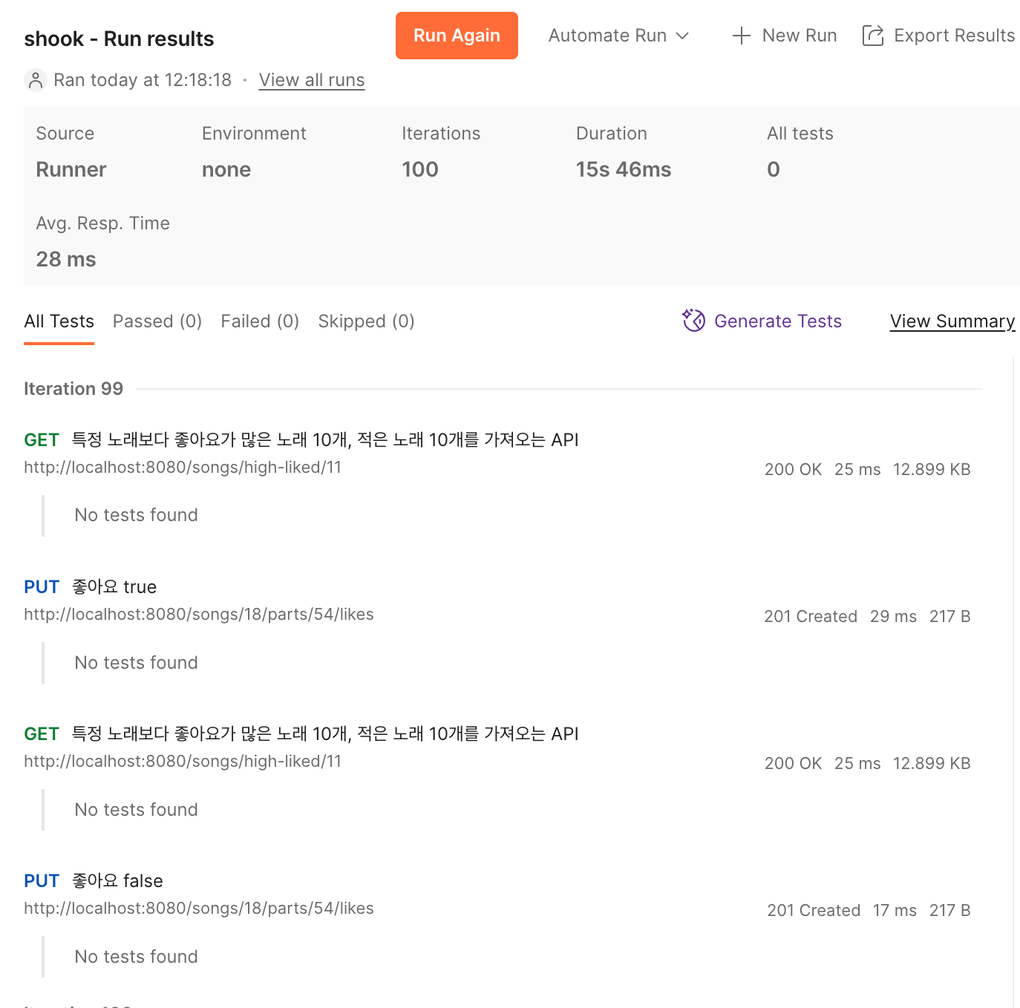 shook - Run results
Run Again
Automate Run
New Run
Export Results
Ran today at 12:18:18 · View all runs
Source Environment Iterations Duration All tests
Runner none 100 15s 46ms 0
Avg. Resp. Time
28 ms
All Tests Passed (0) Failed (0) Skipped (0) Generate Tests View Summary
Iteration 99
GET 특정 노래보다 좋아요가 많은 노래 10개, 적은 노래 10개를 가져오는 API
http://localhost:8080/songs/high-liked/11
200 OK 25 ms 12.899 KB
No tests found
PUT 좋아요 true
http://localhost:8080/songs/18/parts/54/likes
201 Created 29 ms 217 B
No tests found
GET 특정 노래보다 좋아요가 많은 노래 10개, 적은 노래 10개를 가져오는 API
http://localhost:8080/songs/high-liked/11
200 OK 25 ms 12.899 KB
No tests found
PUT 좋아요 false
http://localhost:8080/songs/18/parts/54/likes
201 Created 17 ms 217 B
No tests found